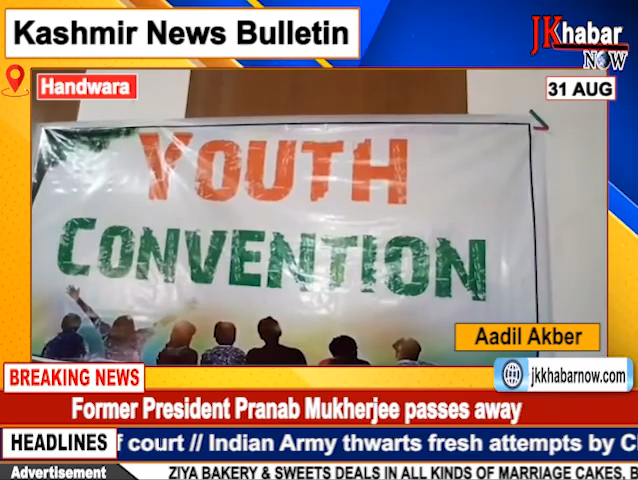 Kashmir News Bulletin
JKhabar
NOW
Handwara
31 AUG
YOUTH
CONVENTION
Aadil Akber
BREAKING NEWS
jkkhabarnow.com
Former President Pranab Mukherjee passes away
HEADLINES
f court // Indian Army thwarts fresh attempts by C
Advertisement
ZIYA BAKERY & SWEETS DEALS IN ALL KINDS OF MARRIAGE CAKES, B